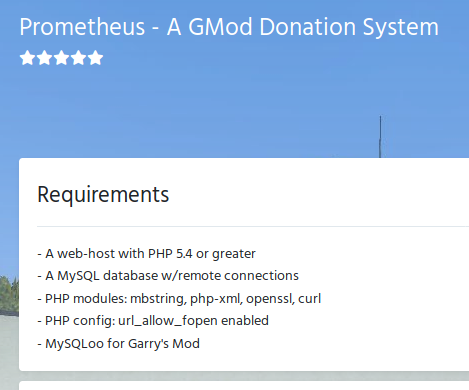 Prometheus - A GMod Donation System
Requirements
- A web-host with PHP 5.4 or greater
- A MySQL database w/remote connections
- PHP modules: mbstring, php-xml, openssl, curl
- PHP config: url_allow_fopen enabled
- MySQLoo for Garry's Mod